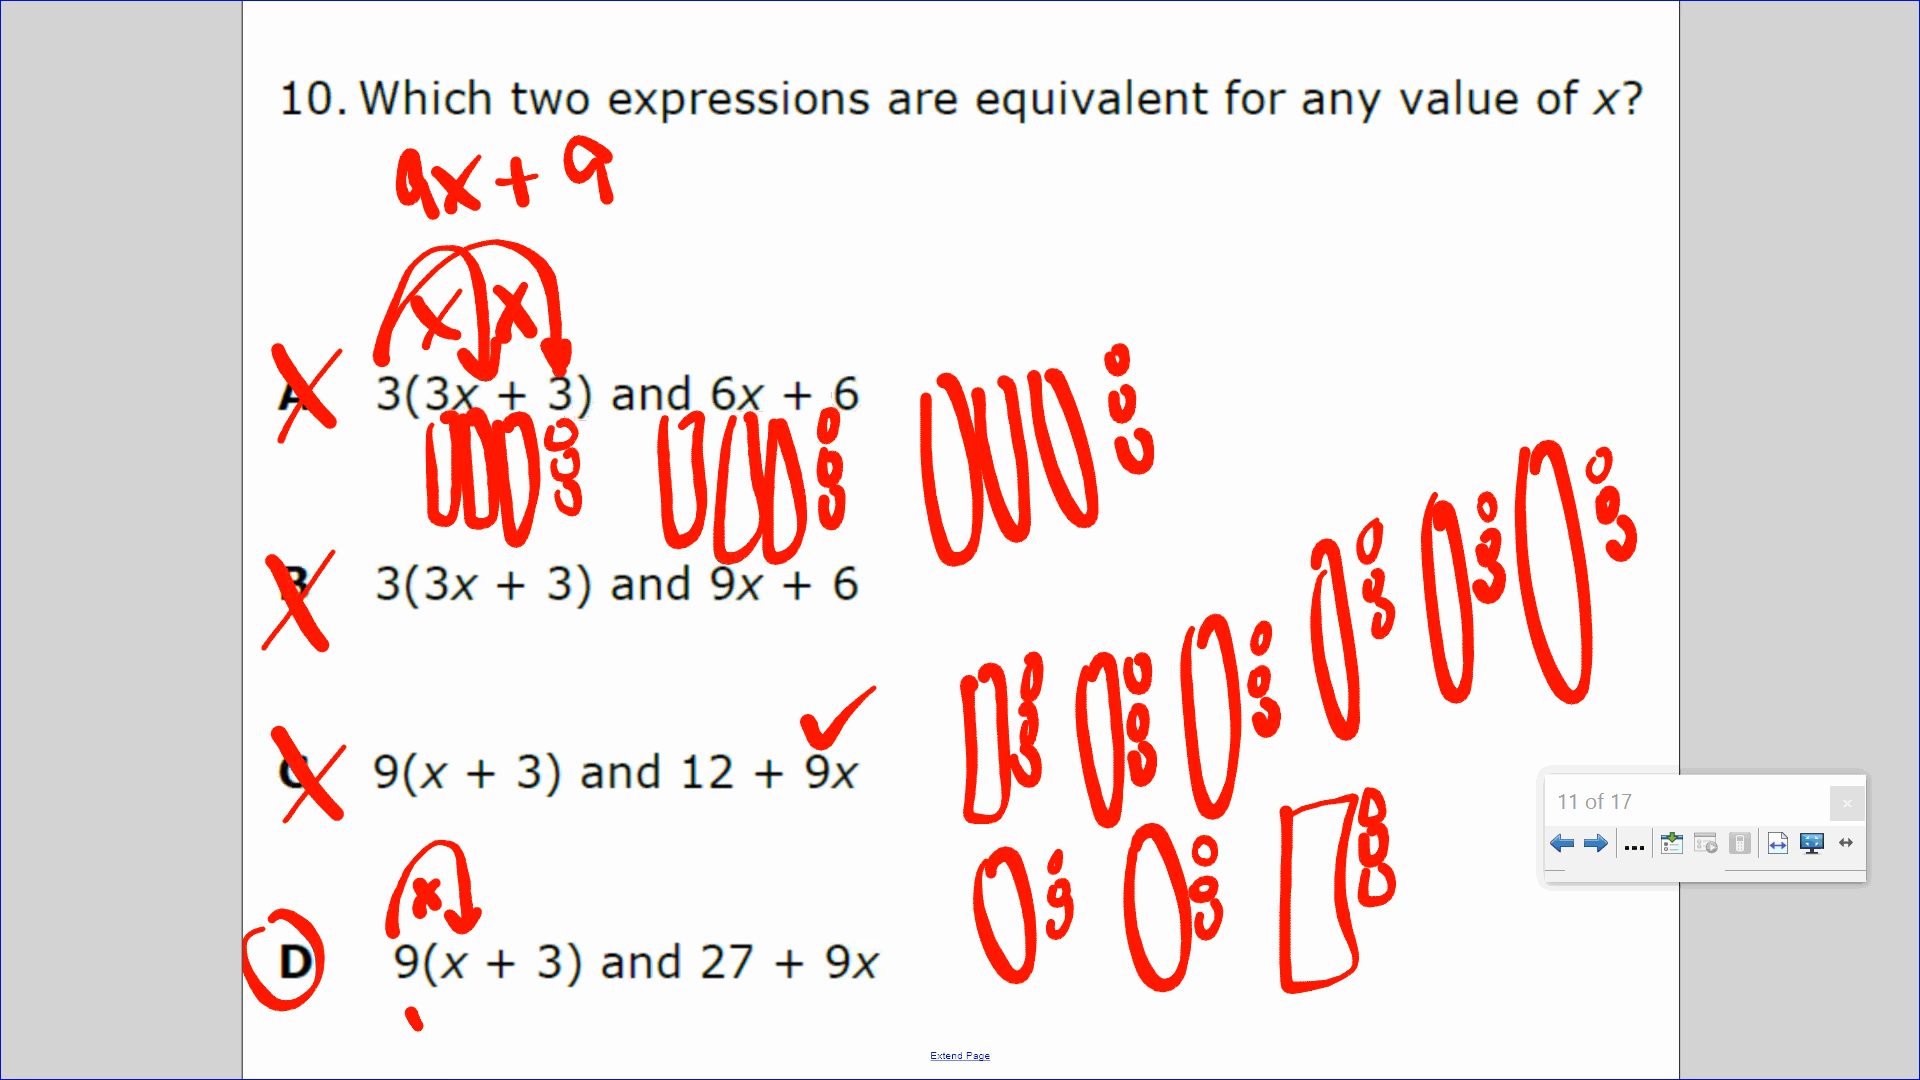 10. Which two expressions are equivalent for any value of x?
9x + 9
x x
A 3(3x + 3) and 6x + 6
B 3(3x + 3) and 9x + 6
C 9(x + 3) and 12 + 9x
x
D 9(x + 3) and 27 + 9x
11 of 17
Extend Page